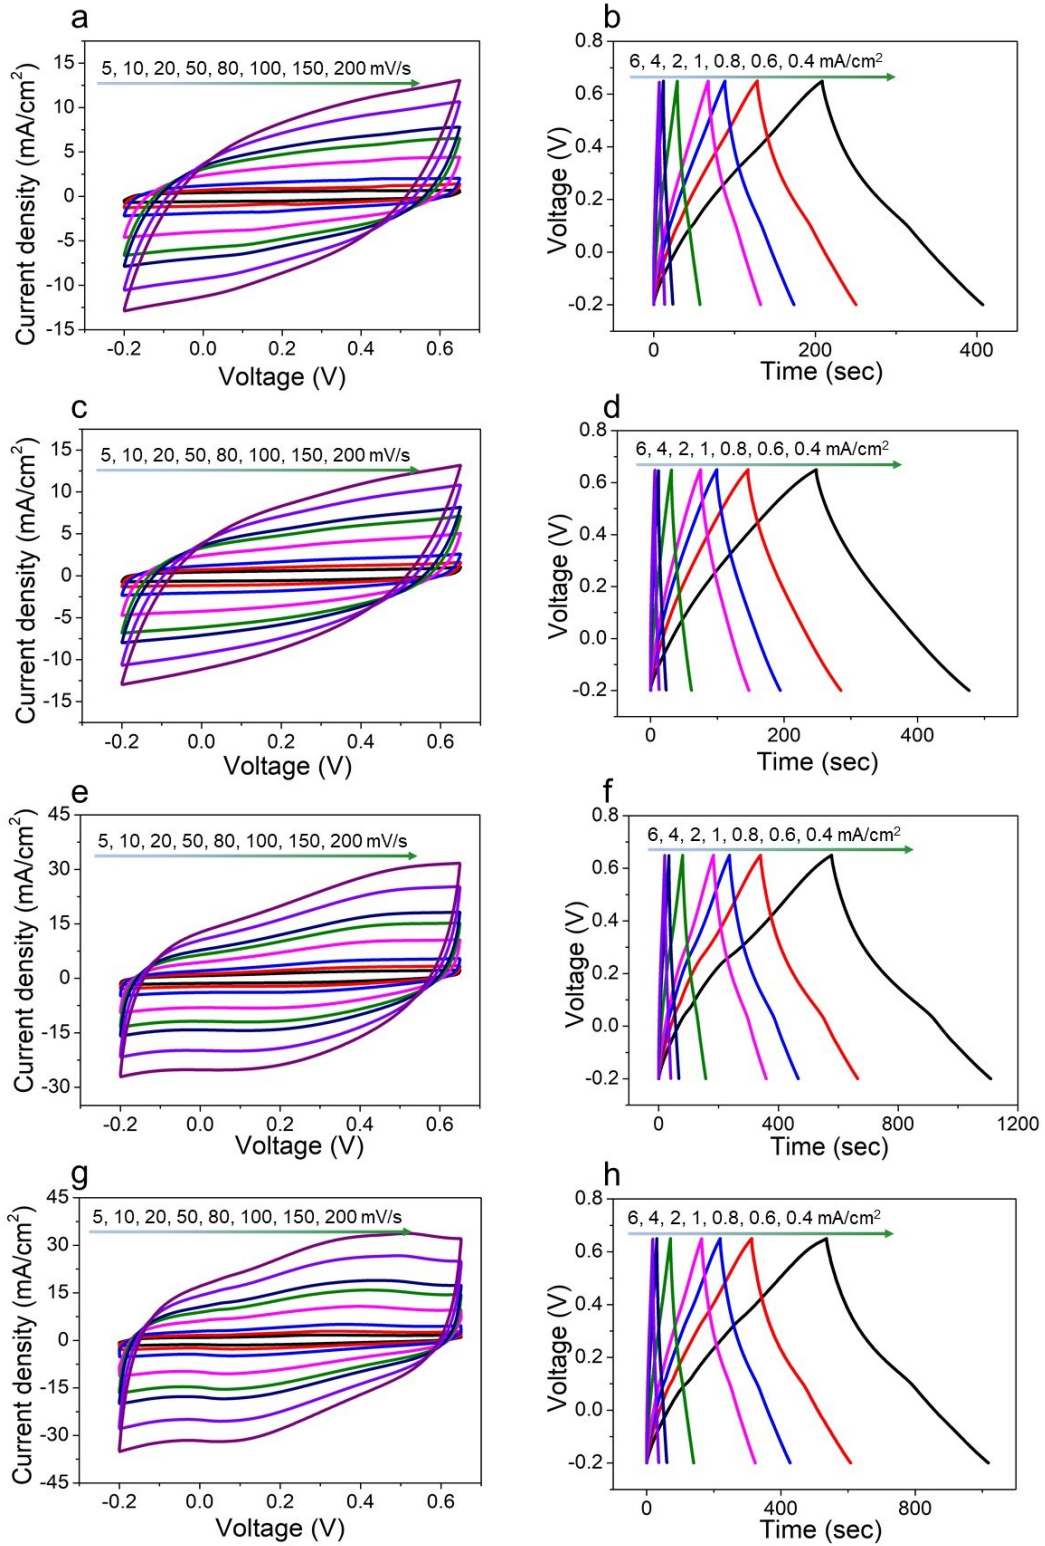 a
5, 10, 20, 50, 80, 100, 150, 200 mV/s
15
10
5
0
-5
-10
-15
-0.2 0.0 0.2 0.4 0.6
Current density (mA/cm²)
Voltage (V)
b
6, 4, 2, 1, 0.8, 0.6, 0.4 mA/cm²
0.8
0.6
0.4
0.2
0.0
-0.2
0 200 400
Voltage (V)
Time (sec)
c
5, 10, 20, 50, 80, 100, 150, 200 mV/s
15
10
5
0
-5
-10
-15
-0.2 0.0 0.2 0.4 0.6
Current density (mA/cm²)
Voltage (V)
d
6, 4, 2, 1, 0.8, 0.6, 0.4 mA/cm²
0.8
0.6
0.4
0.2
0.0
-0.2
0 200 400
Voltage (V)
Time (sec)
e
5, 10, 20, 50, 80, 100, 150, 200 mV/s
45
30
15
0
-15
-30
-0.2 0.0 0.2 0.4 0.6
Current density (mA/cm²)
Voltage (V)
f
6, 4, 2, 1, 0.8, 0.6, 0.4 mA/cm²
0.8
0.6
0.4
0.2
0.0
-0.2
0 400 800 1200
Voltage (V)
Time (sec)
g
5, 10, 20, 50, 80, 100, 150, 200 mV/s
45
30
15
0
-15
-30
-45
-0.2 0.0 0.2 0.4 0.6
Current density (mA/cm²)
Voltage (V)
h
6, 4, 2, 1, 0.8, 0.6, 0.4 mA/cm²
0.8
0.6
0.4
0.2
0.0
-0.2
0 400 800
Voltage (V)
Time (sec)